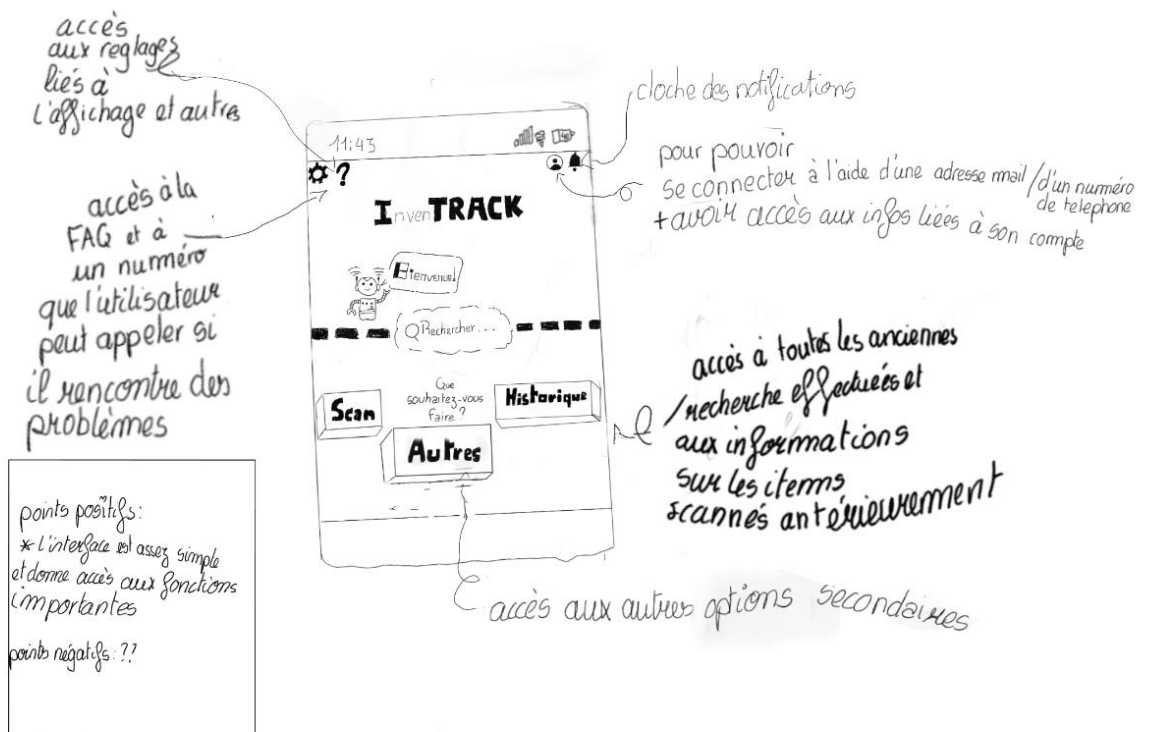 accès
aux reglages
liés à
l'affichage et autres
accès à la
FAQ et à
un numéro
que l'utilisateur
peut appeler si
il rencontre des
problèmes
11:43
?
InvenTRACK
Bienvenue!
Rechercher...
Que
souhaitez-vous
faire ?
Scan
Historique
Autres
cloche des notifications
pour pouvoir
se connecter à l'aide d'une adresse mail / d'un numéro
de telephone
+ avoir accès aux infos liées à son compte
accès à toutes les anciennes
/ recherche effectuées et
aux informations
sur les items
scannés antérieurement
accès aux autres options secondaires
points positifs:
* l'interface est assez simple
et donne accès aux fonctions
importantes
points négatifs: ??